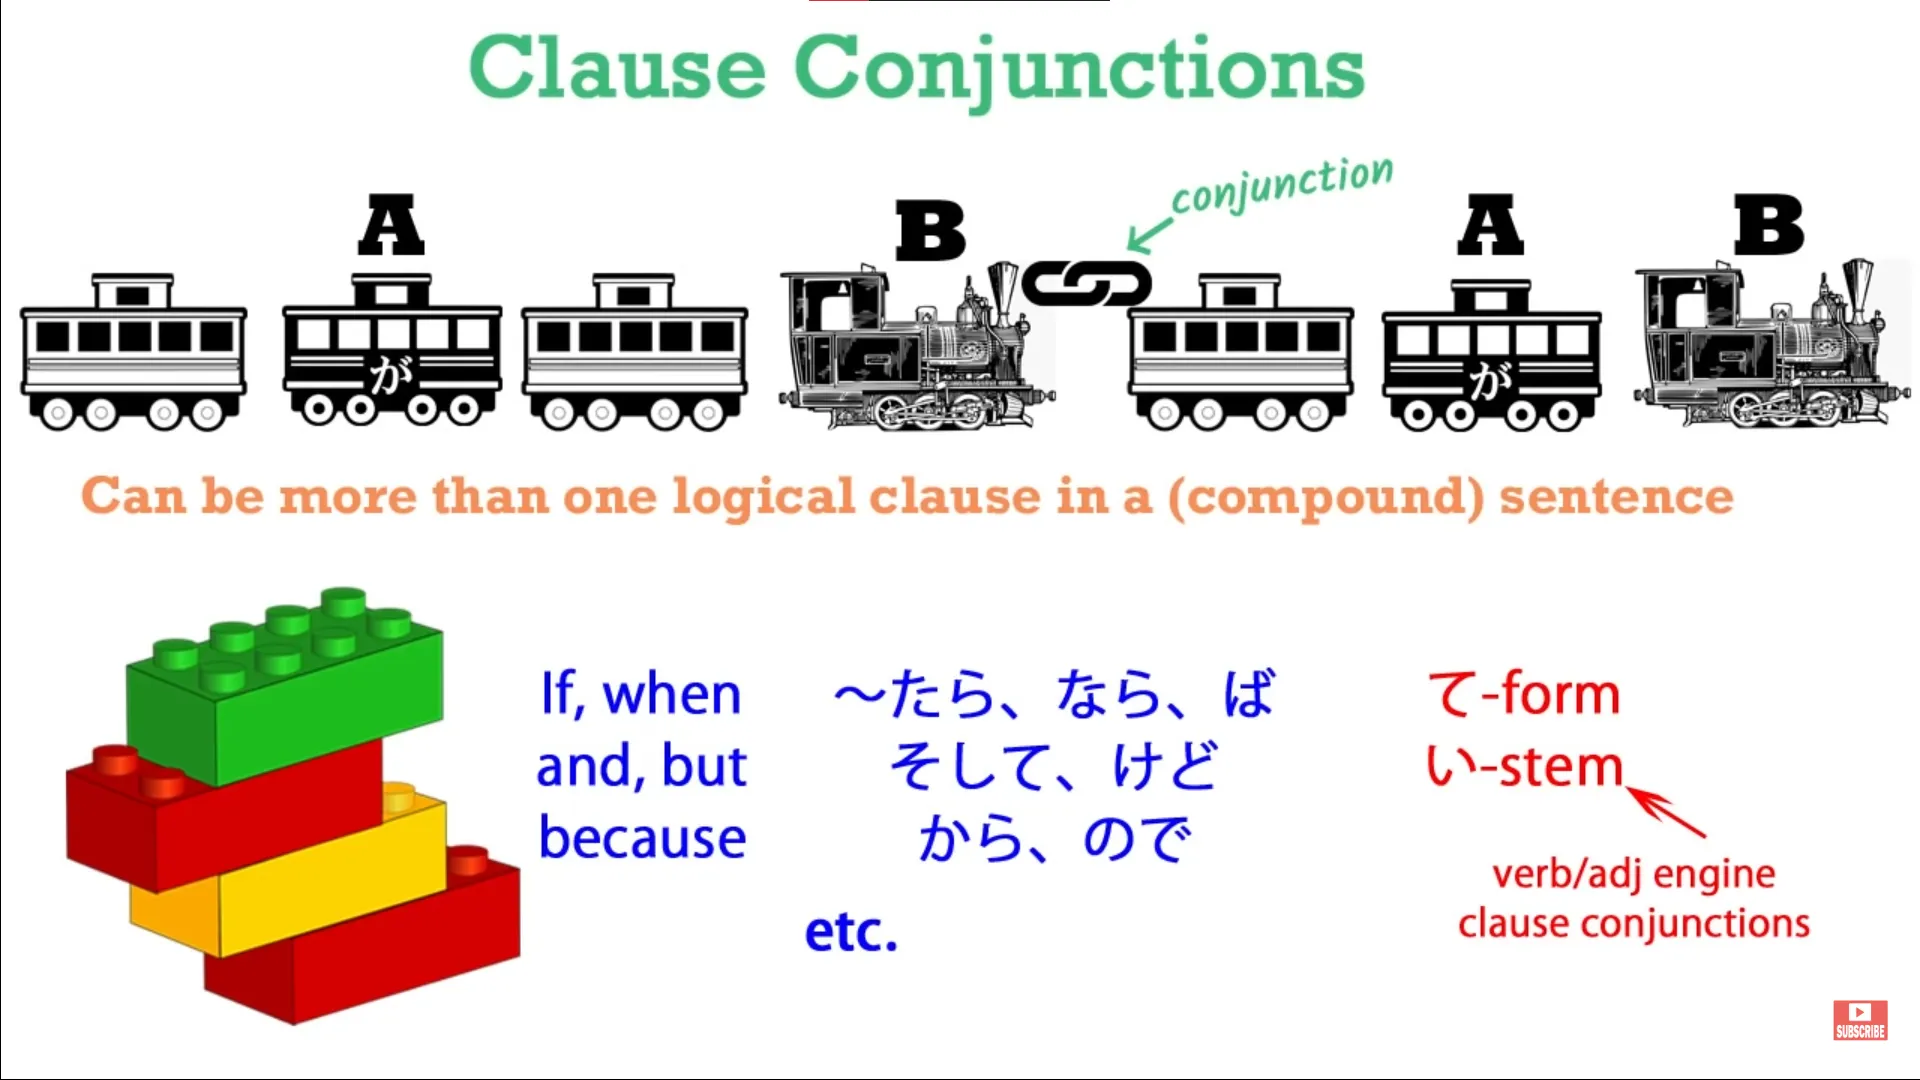 Clause Conjunctions
conjunction
A
B
A
B
が
が
Can be more than one logical clause in a (compound) sentence
If, when
〜たら、なら、ば
て-form
and, but
そして、けど
い-stem
because
から、ので
verb/adj engine
clause conjunctions
etc.
SUBSCRIBE